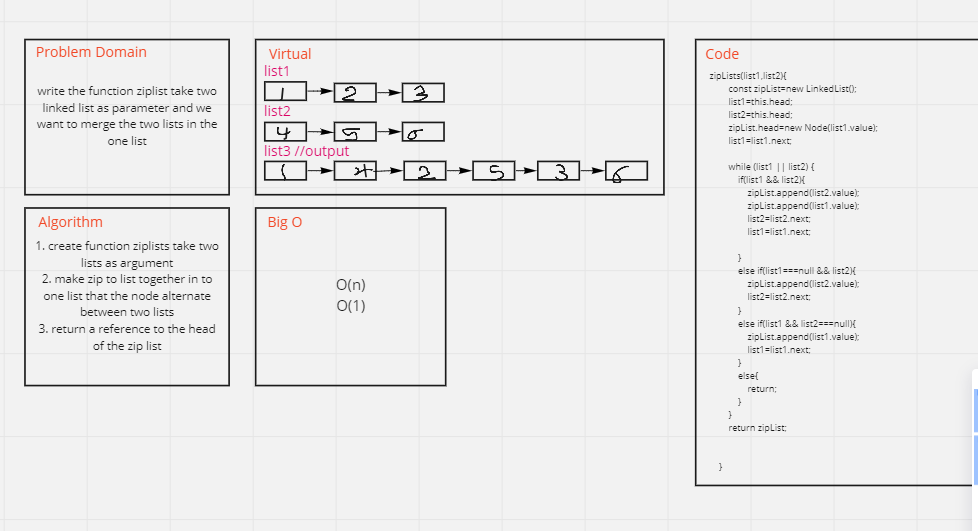 Problem Domain
write the function ziplist take two
linked list as parameter and we
want to merge the two lists in the
one list
Virtual
list1
1 2 3
list2
4 5 6
list3 //output
1 4 2 5 3 6
Algorithm
1. create function ziplists take two
lists as argument
2. make zip to list together in to
one list that the node alternate
between two lists
3. return a reference to the head
of the zip list
Big O
O(n)
O(1)
Code
zipLists(list1,list2){
const zipList=new LinkedList();
list1=this.head;
list2=this.head;
zipList.head=new Node(list1.value);
list1=list1.next;
while (list1 || list2) {
if(list1 && list2){
zipList.append(list2.value);
zipList.append(list1.value);
list2=list2.next;
list1=list1.next;
}
else if(list1===null && list2){
zipList.append(list2.value);
list2=list2.next;
}
else if(list1 && list2===null){
zipList.append(list1.value);
list1=list1.next;
}
else{
return;
}
}
return zipList;
}